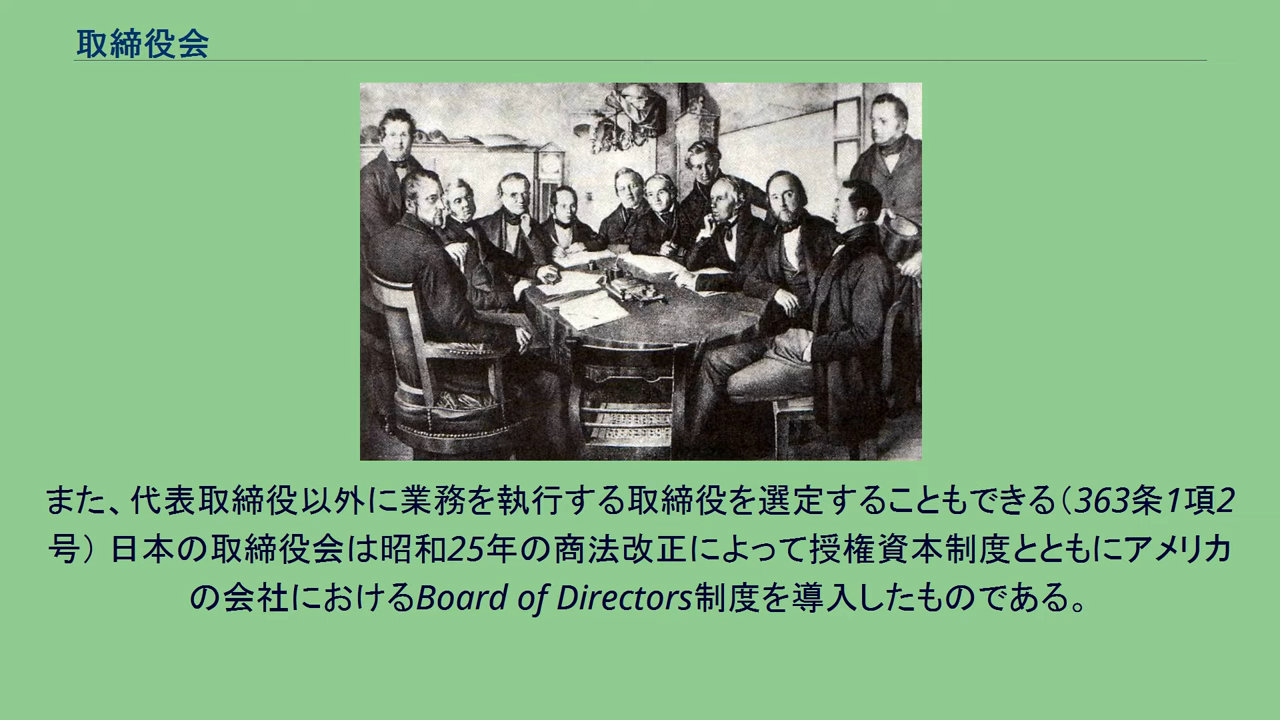 取締役会
また、代表取締役以外に業務を執行する取締役を選定することもできる（363条1項2
号） 日本の取締役会は昭和25年の商法改正によって授権資本制度とともにアメリカ
の会社におけるBoard of Directors制度を導入したものである。